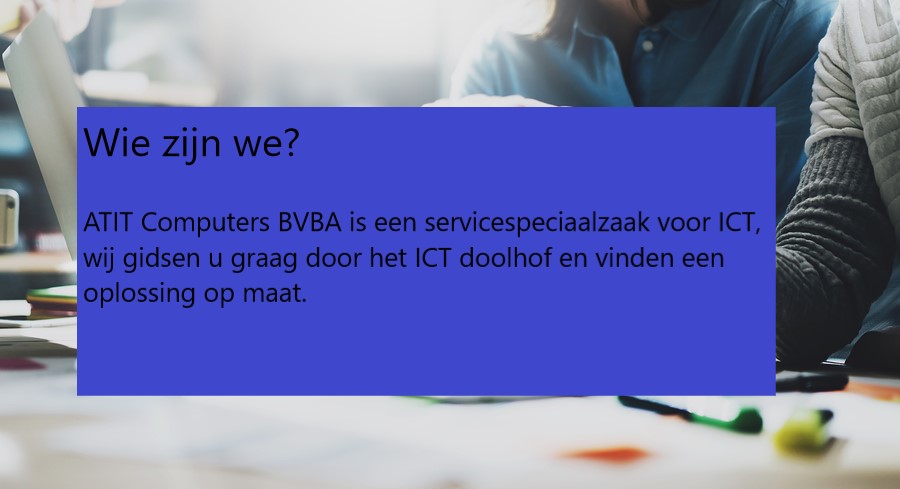 Wie zijn we?
ATIT Computers BVBA is een servicespeciaalzaak voor ICT,
wij gidsen u graag door het ICT doolhof en vinden een
oplossing op maat.